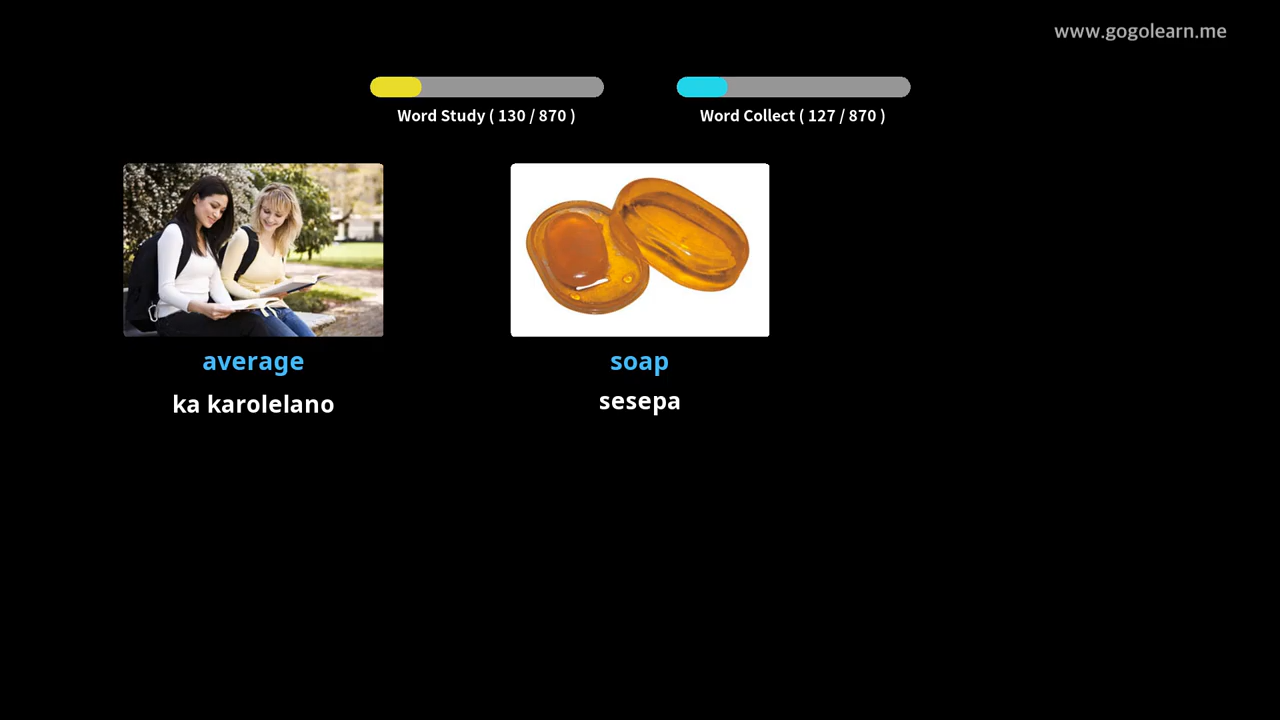 www.gogolearn.me
Word Study ( 130 / 870 )
Word Collect ( 127 / 870 )
average
ka karolelano
soap
sesepa